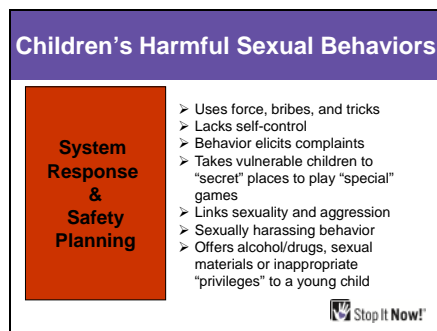 Children's Harmful Sexual Behaviors
System
Response
&
Safety
Planning
➢ Uses force, bribes, and tricks
➢ Lacks self-control
➢ Behavior elicits complaints
➢ Takes vulnerable children to
“secret” places to play “special”
games
➢ Links sexuality and aggression
➢ Sexually harassing behavior
➢ Offers alcohol/drugs, sexual
materials or inappropriate
“privileges” to a young child
Stop It Now!